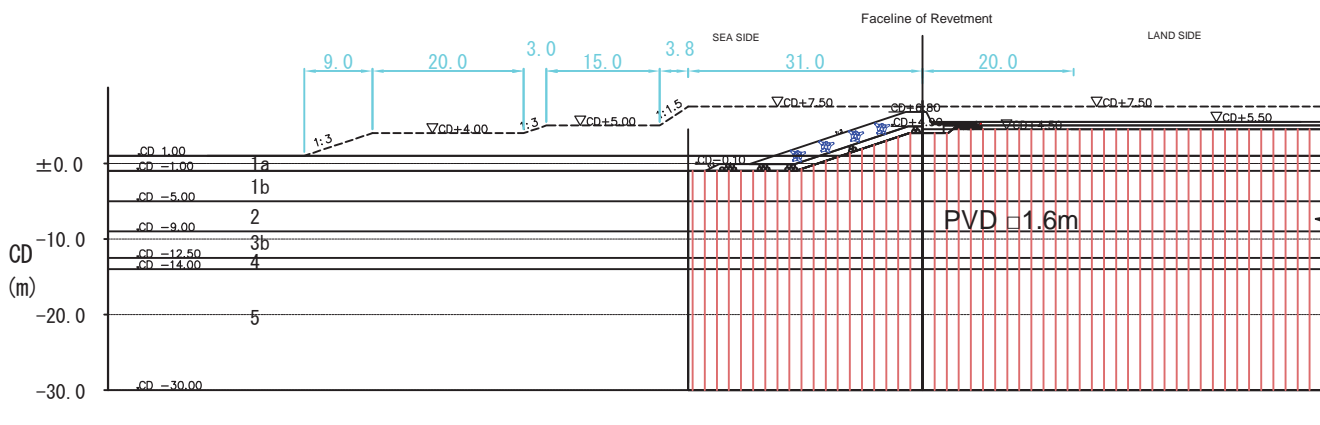 Faceline of Revetment
SEA SIDE
LAND SIDE
9.0
20.0
3.0
15.0
3.8
31.0
20.0
1:3
▽CD+4.00
1:3
▽CD+5.00
1:1.5
▽CD+7.50
CD+6.80
▽CD+7.50
▽CD+5.50
▽CD+4.50
CD-0.10
±0.0
CD 1.00
CD -1.00
1a
1b
CD -5.00
2
CD -9.00
-10.0
3b
CD -12.50
4
CD -14.00
CD
(m)
-20.0
5
-30.0
CD -30.00
PVD □1.6m